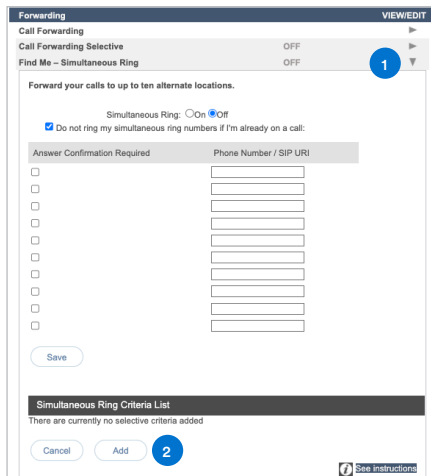 Forwarding VIEW/EDIT
Call Forwarding
Call Forwarding Selective OFF
Find Me – Simultaneous Ring OFF 1
Forward your calls to up to ten alternate locations.
Simultaneous Ring: On Off
Do not ring my simultaneous ring numbers if I'm already on a call:
Answer Confirmation Required Phone Number / SIP URI
Save
Simultaneous Ring Criteria List
There are currently no selective criteria added
Cancel Add 2
i See instructions